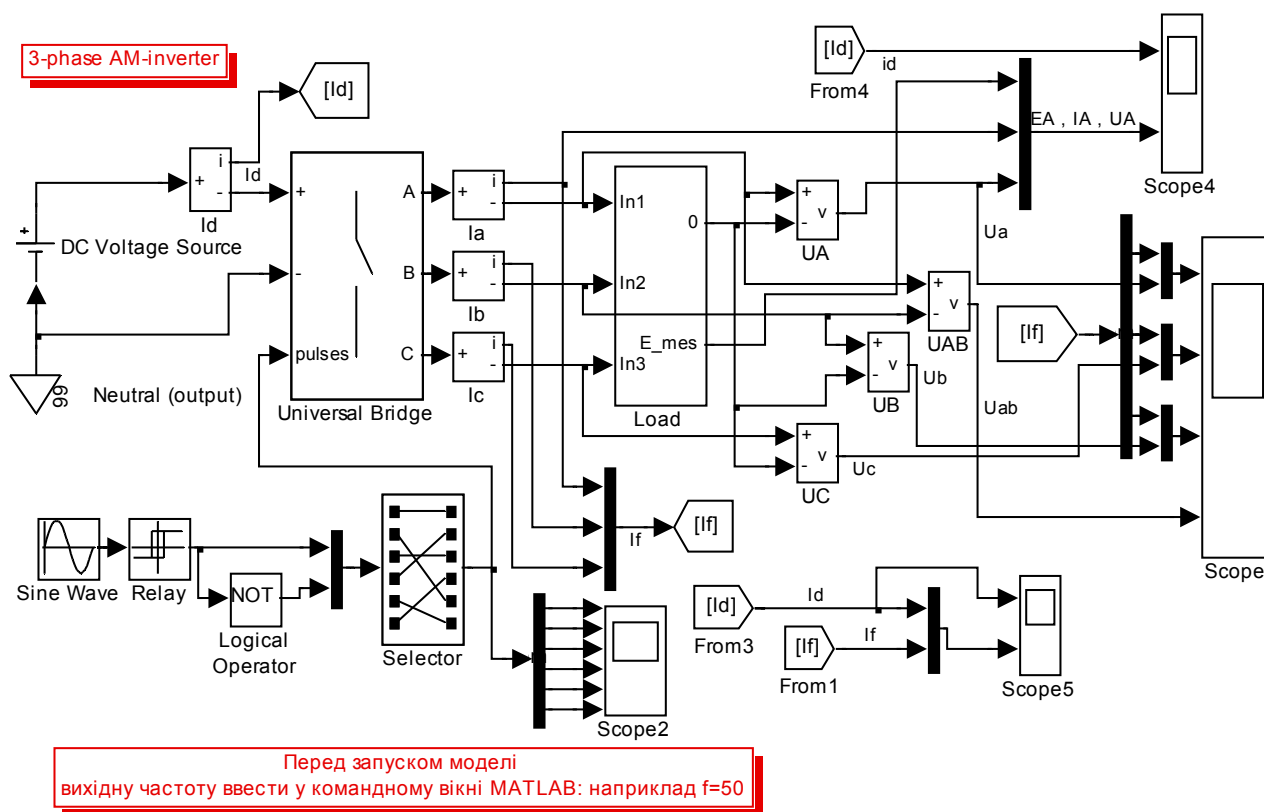 3-phase AM-inverter
[Id]
[Id]
id
From4
EA , IA , UA
Scope4
+
i
-
Id
Id
+
DC Voltage Source
+
-
pulses
A
B
C
Universal Bridge
Neutral (output)
99
+
i
-
Ia
+
i
-
Ib
+
i
-
Ic
In1
In2
In3
0
E_mes
Load
+
-
v
UA
Ua
+
-
v
UAB
Uab
+
-
v
UB
Ub
+
-
v
UC
Uc
[If]
Scope
Sine Wave
Relay
NOT
Logical
Operator
Selector
If
[If]
Scope2
[Id]
From3
Id
[If]
From1
If
Scope5
Перед запуском моделі
вихідну частоту ввести у командному вікні MATLAB: наприклад f=50